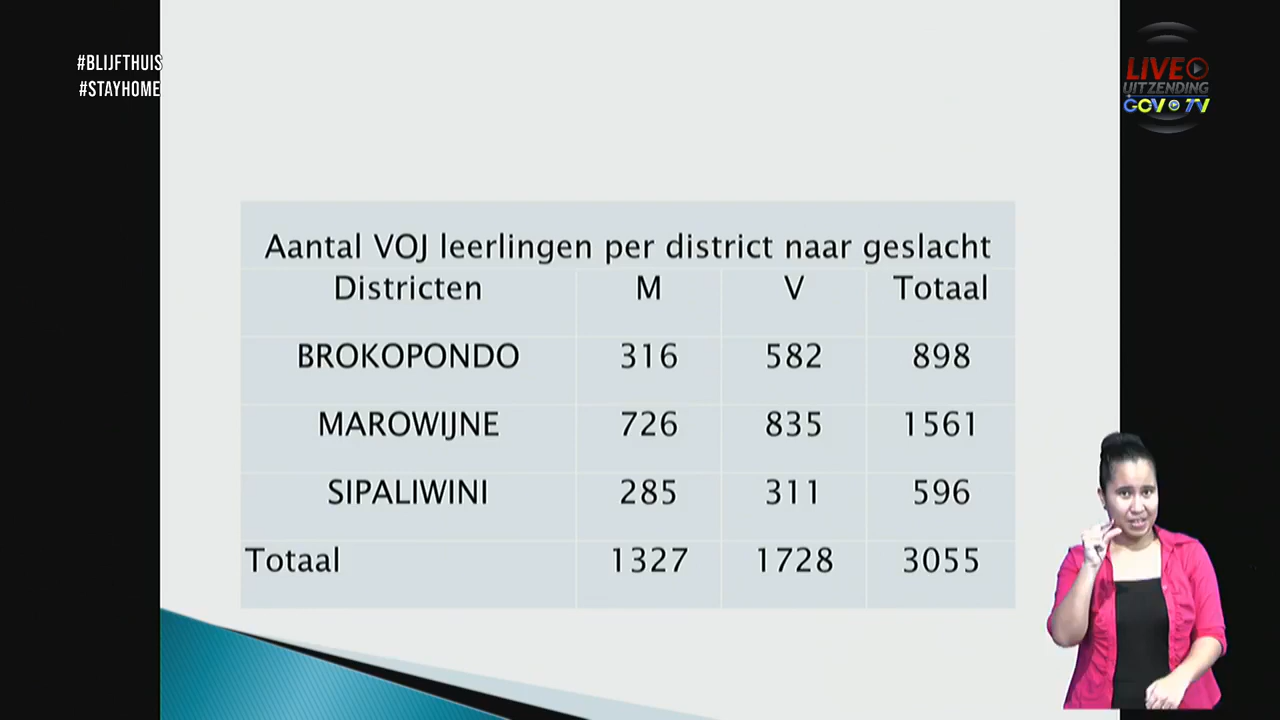 #BLIJFTHUIS
#STAYHOME
LIVE
UITZENDING
GOV TV
Aantal VOJ leerlingen per district naar geslacht
Districten M V Totaal
BROKOPONDO 316 582 898
MAROWIJNE 726 835 1561
SIPALIWINI 285 311 596
Totaal 1327 1728 3055